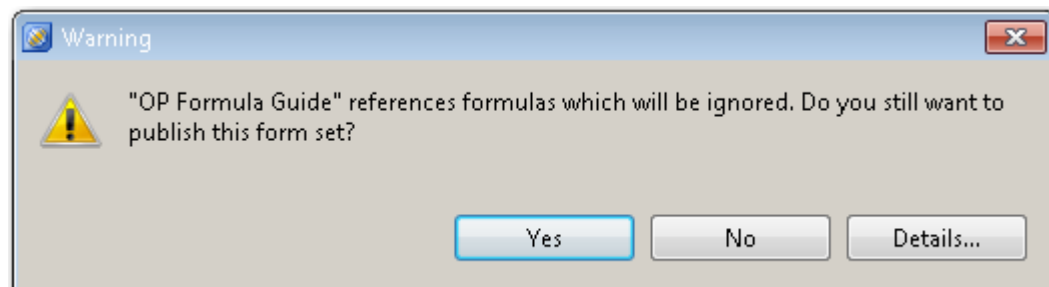 Warning
"OP Formula Guide" references formulas which will be ignored. Do you still want to
publish this form set?
Yes
No
Details...